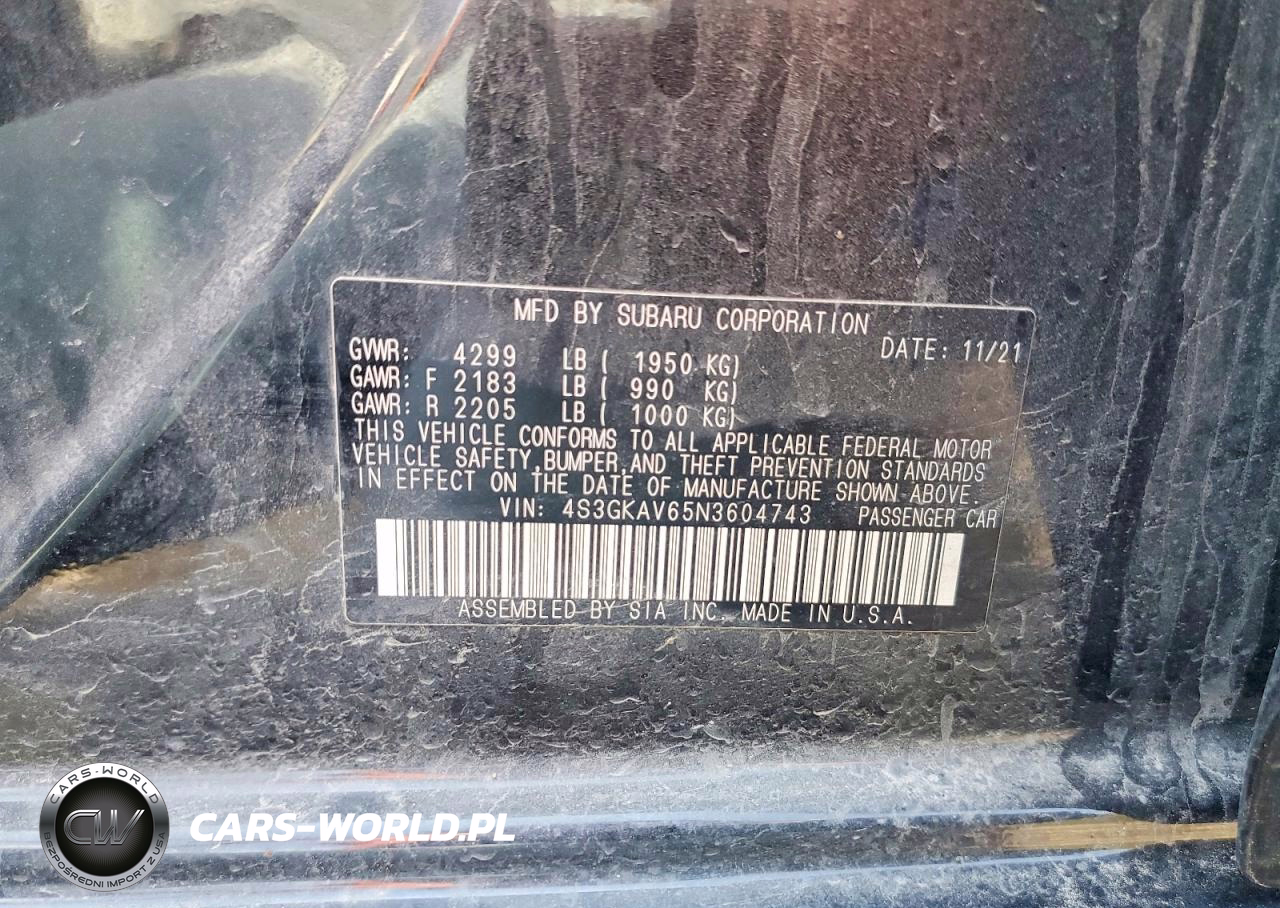 MFD BY SUBARU CORPORATION
GVWR: 4299 LB ( 1950 KG) DATE: 11/21
GAWR: F 2183 LB ( 990 KG)
GAWR: R 2205 LB ( 1000 KG)
THIS VEHICLE CONFORMS TO ALL APPLICABLE FEDERAL MOTOR
VEHICLE SAFETY, BUMPER, AND THEFT PREVENTION STANDARDS
IN EFFECT ON THE DATE OF MANUFACTURE SHOWN ABOVE.
VIN: 4S3GKAV65N3604743 PASSENGER CAR
ASSEMBLED BY SIA INC. MADE IN U.S.A.
CARS-WORLD
CW
BEZPOŚREDNI IMPORT Z USA
CARS-WORLD.PL